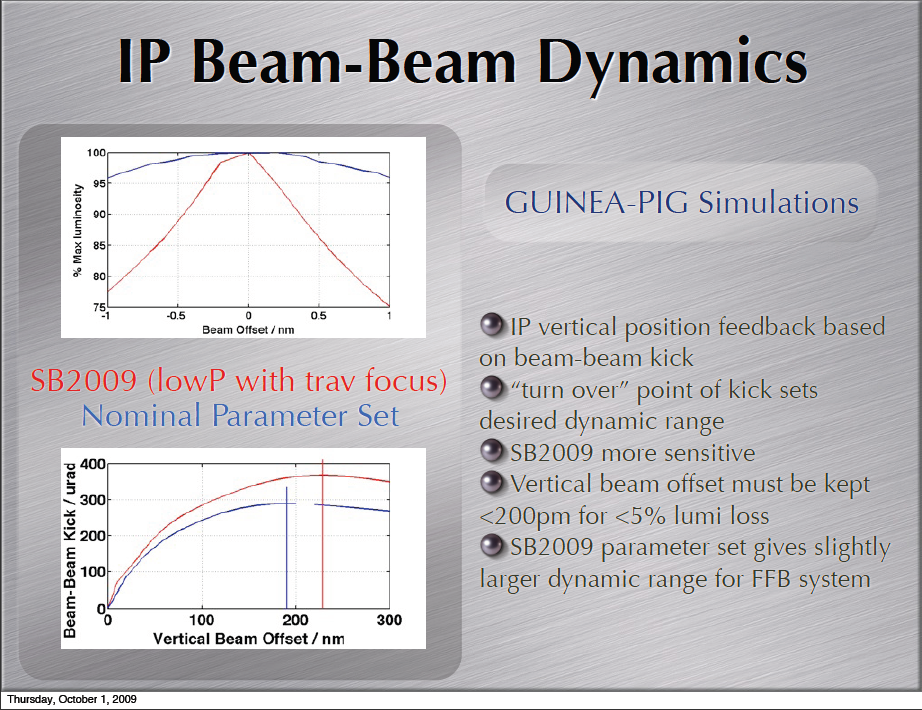 IP Beam-Beam Dynamics
100
95
90
85
80
75
% Max luminosity
-1
-0.5
0
0.5
1
Beam Offset / nm
SB2009 (lowP with trav focus)
Nominal Parameter Set
400
300
200
100
0
Beam-Beam Kick / urad
0
100
200
300
Vertical Beam Offset / nm
GUINEA-PIG Simulations
IP vertical position feedback based
on beam-beam kick
“turn over” point of kick sets
desired dynamic range
SB2009 more sensitive
Vertical beam offset must be kept
<200pm for <5% lumi loss
SB2009 parameter set gives slightly
larger dynamic range for FFB system
Thursday, October 1, 2009